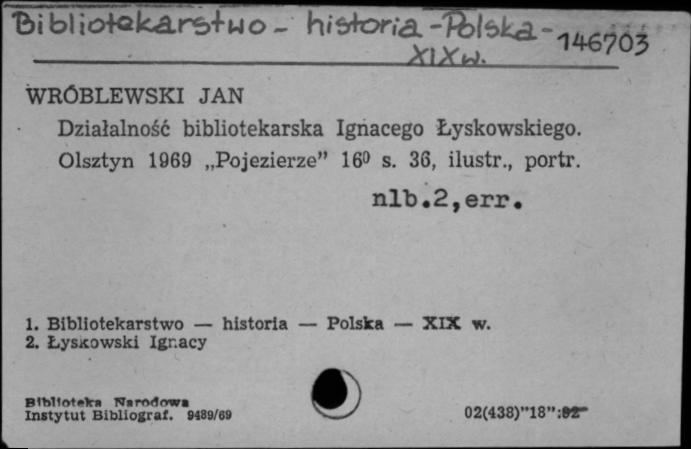 Bibliotekarstwo - historia - Polska -
XIX w.
146703
WRÓBLEWSKI JAN
Działalność bibliotekarska Ignacego Łyskowskiego.
Olsztyn 1969 „Pojezierze” 16⁰ s. 36, ilustr., portr.
nlb.2,err.
1. Bibliotekarstwo — historia — Polska — XIX w.
2. Łyskowski Ignacy
Biblioteka Narodowa
Instytut Bibliograf. 9489/69
02(438)”18”:92